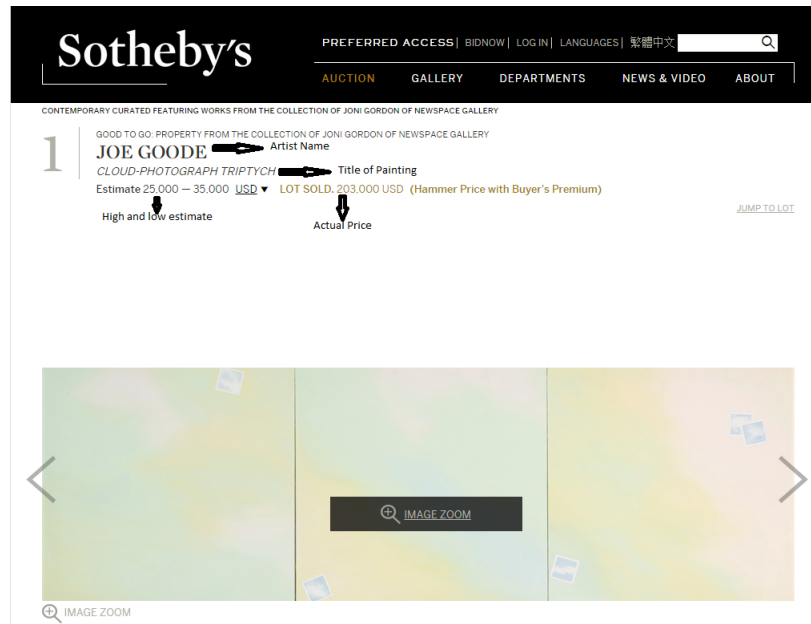 Sotheby's
PREFERRED ACCESS| BIDNOW| LOG IN| LANGUAGES| 繁體中文
AUCTION GALLERY DEPARTMENTS NEWS & VIDEO ABOUT
CONTEMPORARY CURATED FEATURING WORKS FROM THE COLLECTION OF JONI GORDON OF NEWSPACE GALLERY
1
GOOD TO GO: PROPERTY FROM THE COLLECTION OF JONI GORDON OF NEWSPACE GALLERY
JOE GOODE Artist Name
CLOUD-PHOTOGRAPH TRIPTYCH Title of Painting
Estimate 25,000 — 35,000 USD ▼ LOT SOLD. 203,000 USD (Hammer Price with Buyer's Premium)
High and low estimate
Actual Price
JUMP TO LOT
IMAGE ZOOM
IMAGE ZOOM